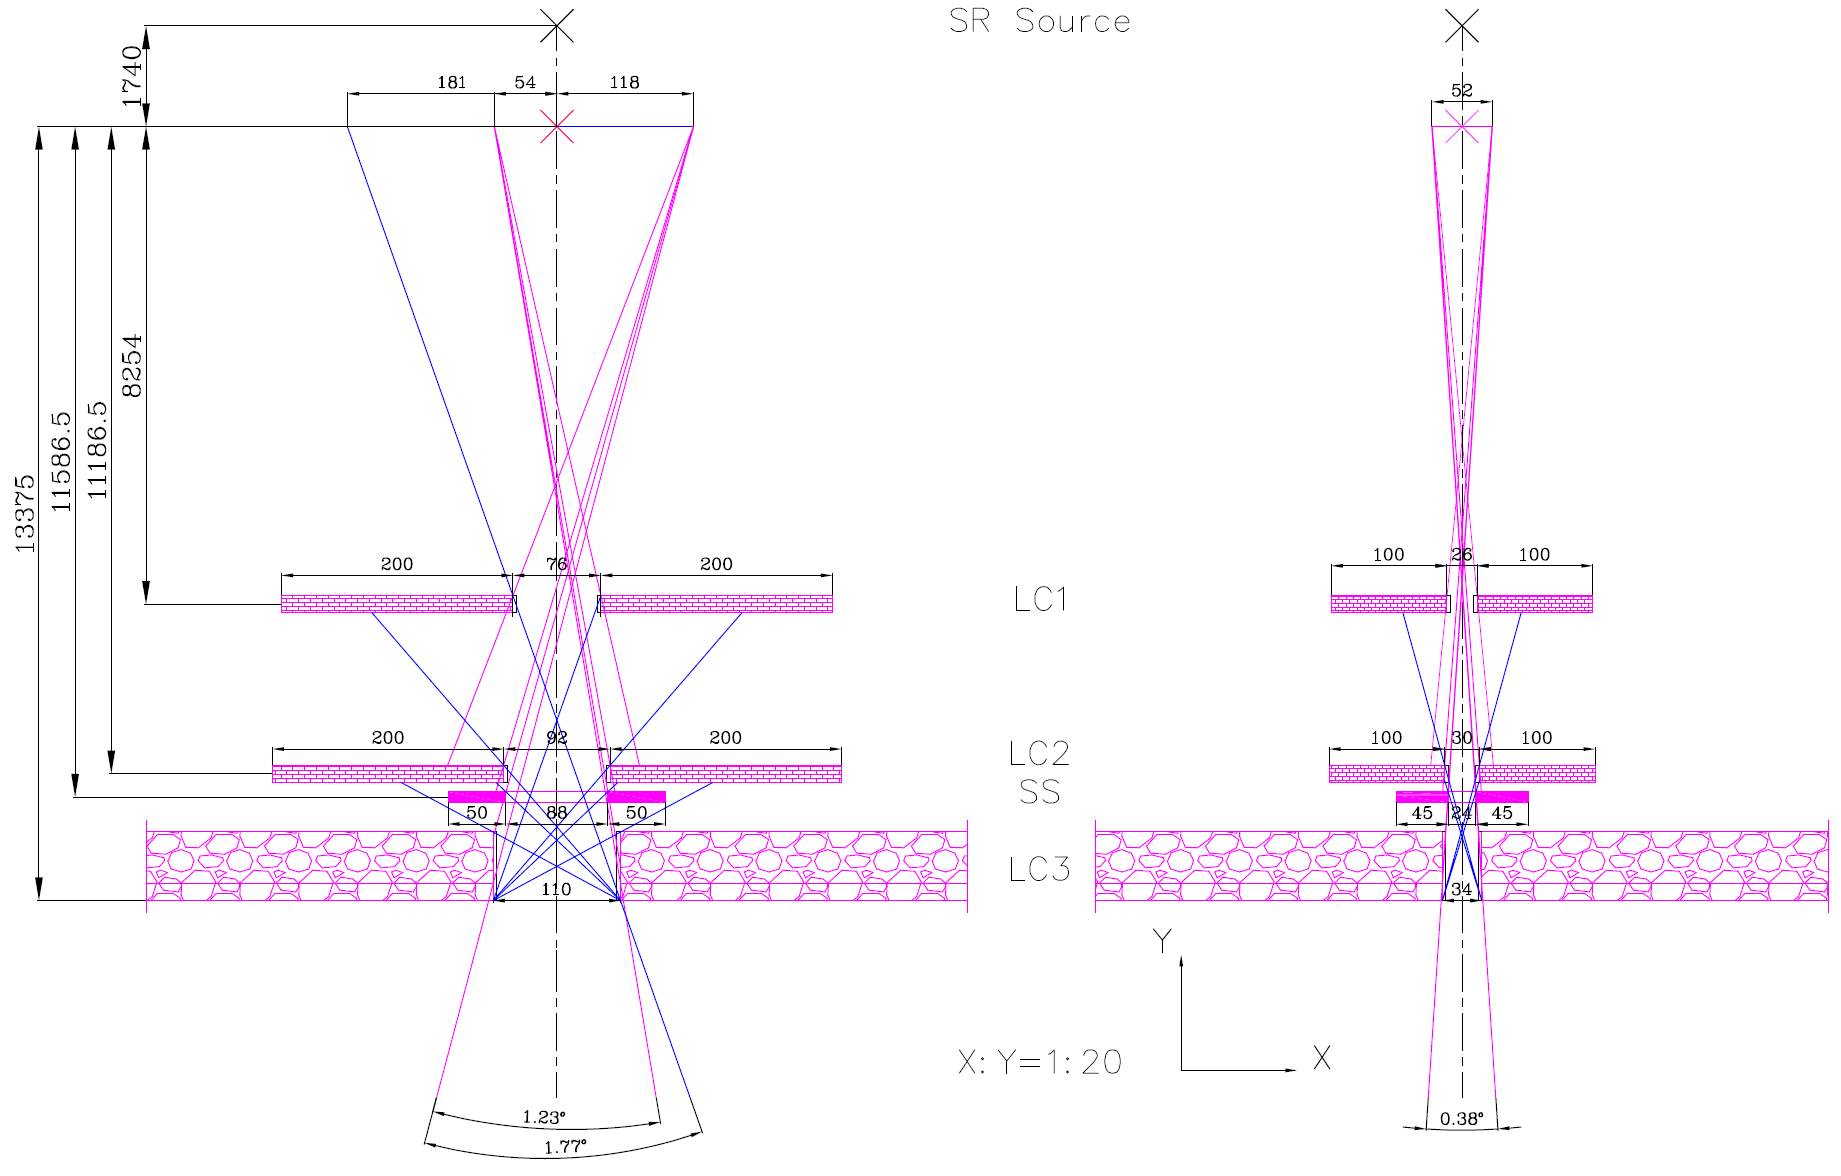 SR Source
1740
181 54 118
52
13375
11586.5
11186.5
8254
200 76 200
100 26 100
LC1
200 92 200
100 30 100
LC2
SS
50 88 50
45 24 45
LC3
110
34
Y
X
X: Y=1: 20
1.23°
1.77°
0.38°